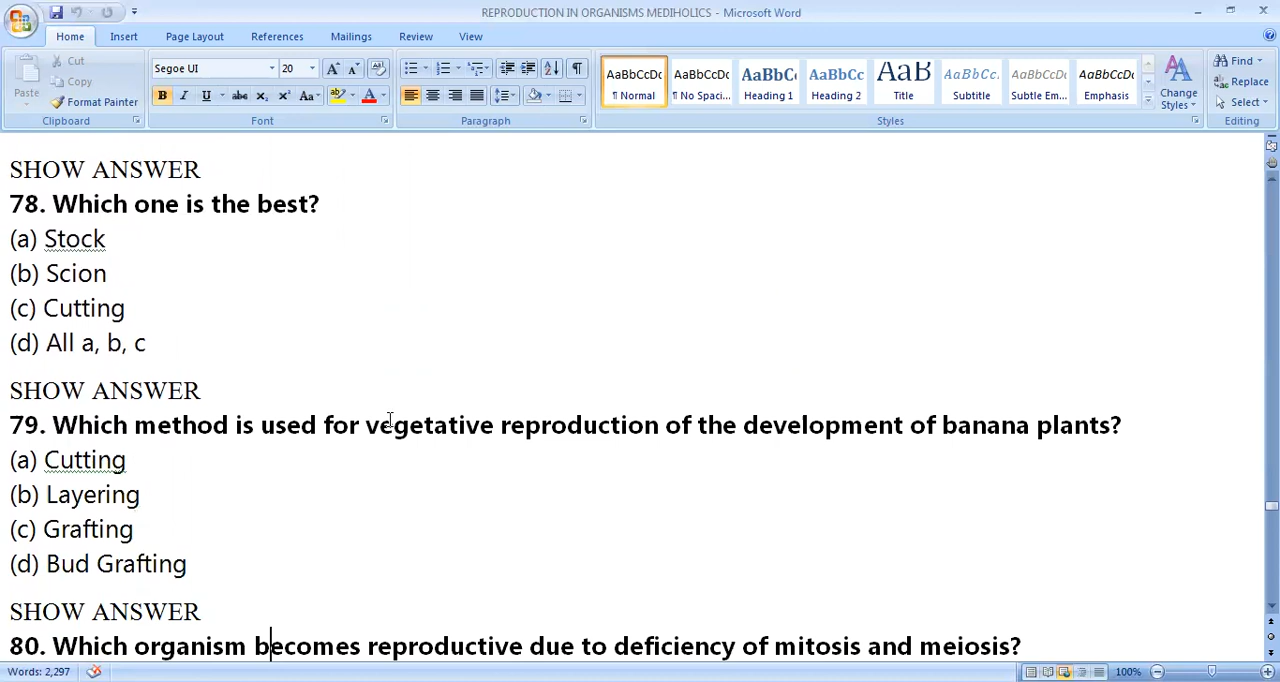 REPRODUCTION IN ORGANISMS MEDIHOLICS - Microsoft Word
Home Insert Page Layout References Mailings Review View
Paste
Cut
Copy
Format Painter
Clipboard
Segoe UI 20
B I U abc X₂ X² Aa A
Font
Paragraph
AaBbCcDc AaBbCcDc AaBbC AaBbCc AaB AaBbCc. AaBbCcDc AaBbCcDc
¶ Normal ¶ No Spaci... Heading 1 Heading 2 Title Subtitle Subtle Em... Emphasis
Change Styles
Styles
Find
Replace
Select
Editing
SHOW ANSWER
78. Which one is the best?
(a) Stock
(b) Scion
(c) Cutting
(d) All a, b, c
SHOW ANSWER
79. Which method is used for vegetative reproduction of the development of banana plants?
(a) Cutting
(b) Layering
(c) Grafting
(d) Bud Grafting
SHOW ANSWER
80. Which organism becomes reproductive due to deficiency of mitosis and meiosis?
Words: 2,297
100%